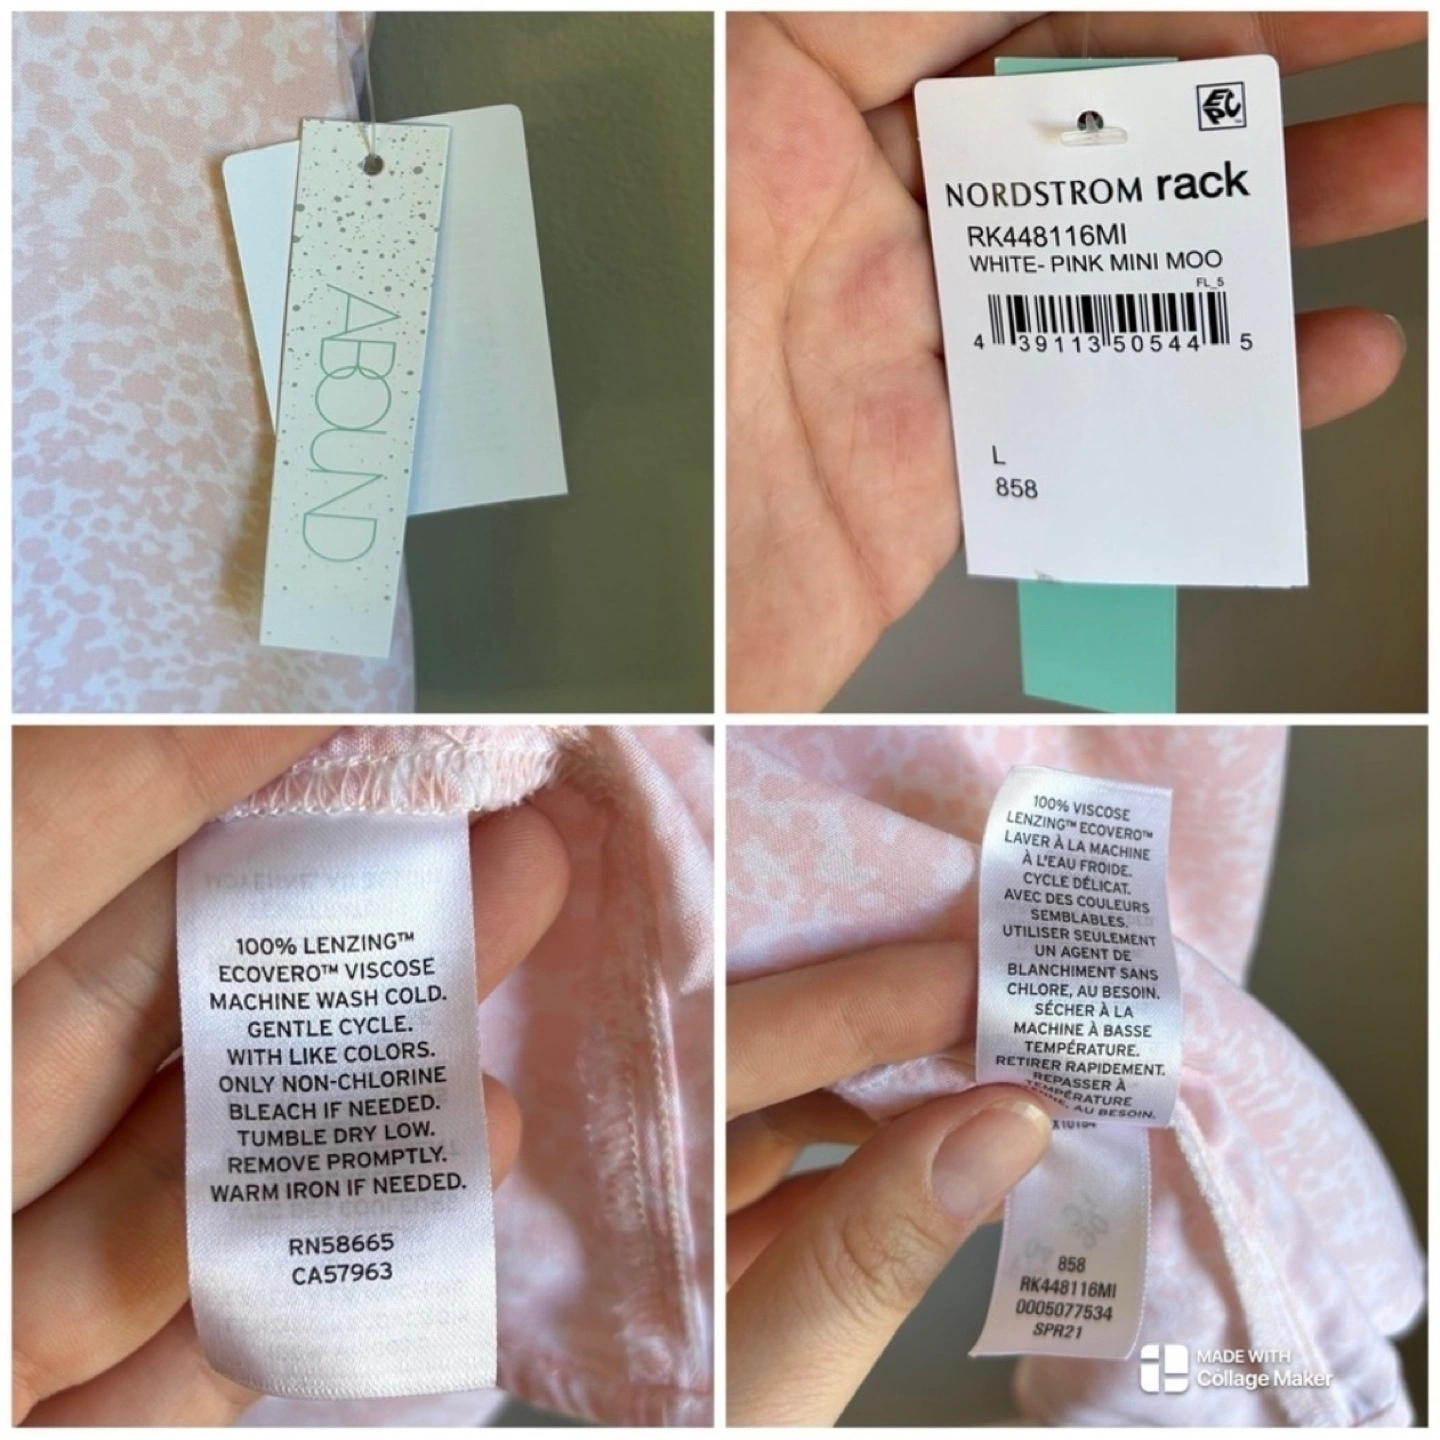 ABOUND
EPC
NORDSTROM rack
RK448116MI
WHITE- PINK MINI MOO
FL_5
4 39113 50544 5
L
858
100% LENZING™
ECOVERO™ VISCOSE
MACHINE WASH COLD.
GENTLE CYCLE.
WITH LIKE COLORS.
ONLY NON-CHLORINE
BLEACH IF NEEDED.
TUMBLE DRY LOW.
REMOVE PROMPTLY.
WARM IRON IF NEEDED.
RN58665
CA57963
100% VISCOSE
LENZING™ ECOVERO™
LAVER À LA MACHINE
À L'EAU FROIDE.
CYCLE DÉLICAT.
AVEC DES COULEURS
SEMBLABLES.
UTILISER SEULEMENT
UN AGENT DE
BLANCHIMENT SANS
CHLORE, AU BESOIN.
SÉCHER À LA
MACHINE À BASSE
TEMPÉRATURE.
RETIRER RAPIDEMENT.
REPASSER À
TEMPÉRATURE
AU BESOIN.
858
RK448116MI
0005077534
SPR21
MADE WITH
Collage Maker